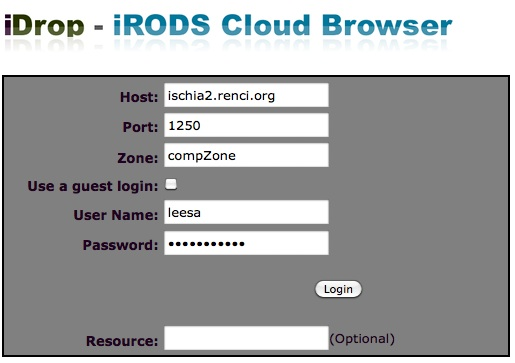 iDrop - iRODS Cloud Browser
Host: ischia2.renci.org
Port: 1250
Zone: compZone
Use a guest login:
User Name: leesa
Password: •••••••••••
Login
Resource: (Optional)